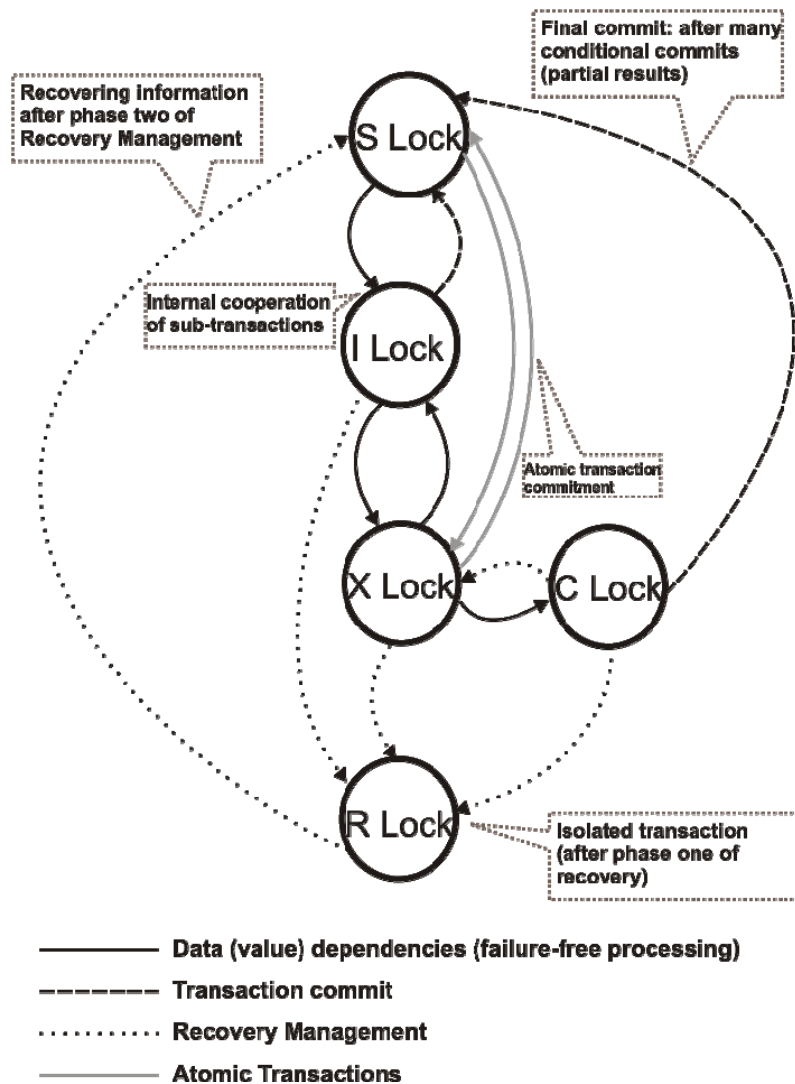 Final commit: after many
conditional commits
(partial results)
Recovering information
after phase two of
Recovery Management
S Lock
Internal cooperation
of sub-transactions
I Lock
Atomic transaction
commitment
X Lock
C Lock
R Lock
Isolated transaction
(after phase one of
recovery)
Data (value) dependencies (failure-free processing)
Transaction commit
Recovery Management
Atomic Transactions